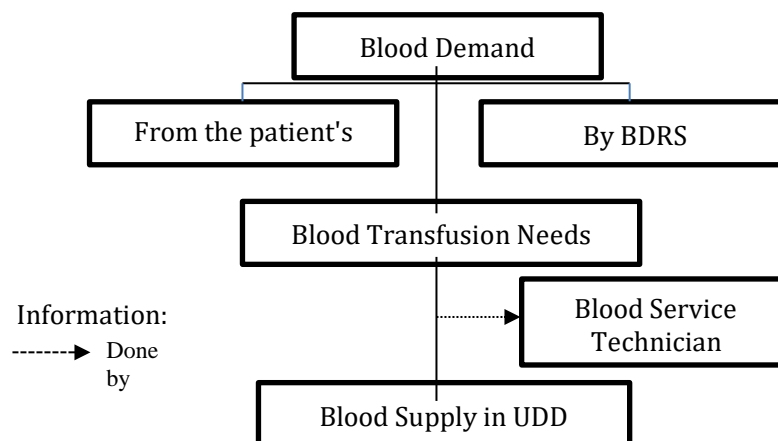 Blood Demand
From the patient's
By BDRS
Blood Transfusion Needs
Blood Service
Technician
Information:
Done
by
Blood Supply in UDD